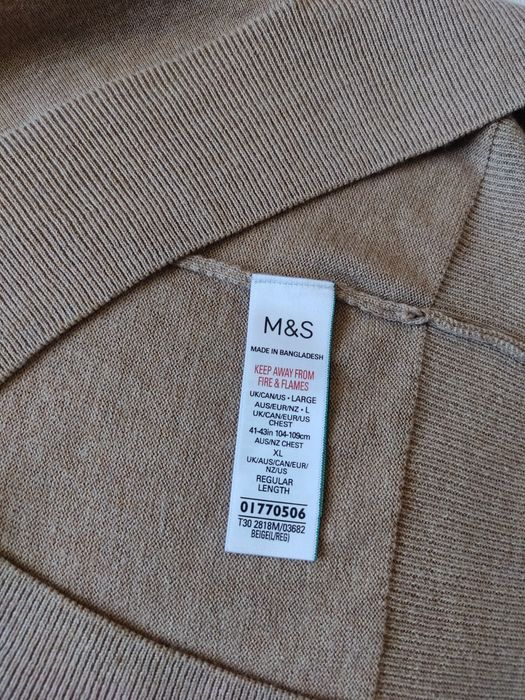 M&S
MADE IN BANGLADESH
KEEP AWAY FROM
FIRE & FLAMES
UK/CAN/US • LARGE
AUS/EUR/NZ • L
UK/CAN/EUR/US
CHEST
41-43in 104-109cm
AUS/NZ CHEST
XL
UK/AUS/CAN/EUR/
NZ/US
REGULAR
LENGTH
01770506
T30 2818M/03682
BEIGE(L/REG)